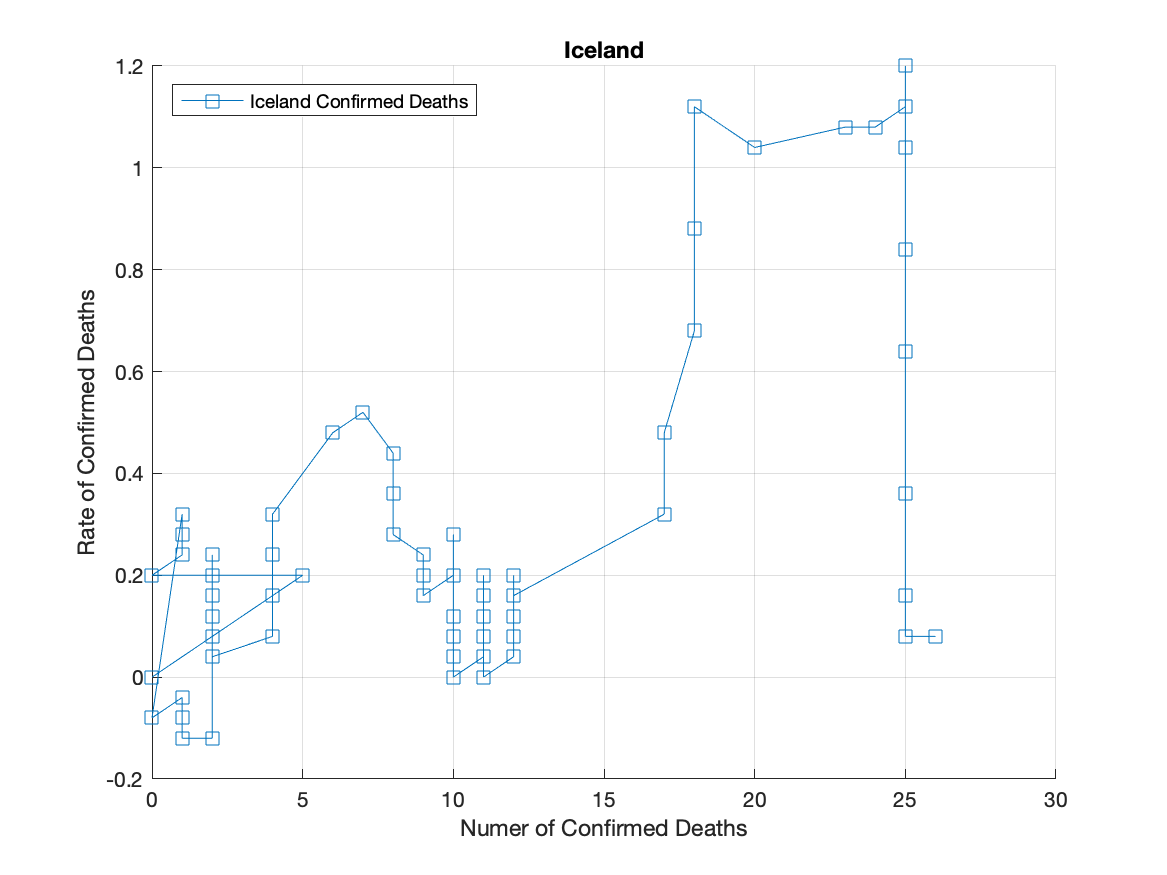 Iceland
Iceland Confirmed Deaths
1.2
1
0.8
0.6
0.4
0.2
0
-0.2
Rate of Confirmed Deaths
0 5 10 15 20 25 30
Numer of Confirmed Deaths